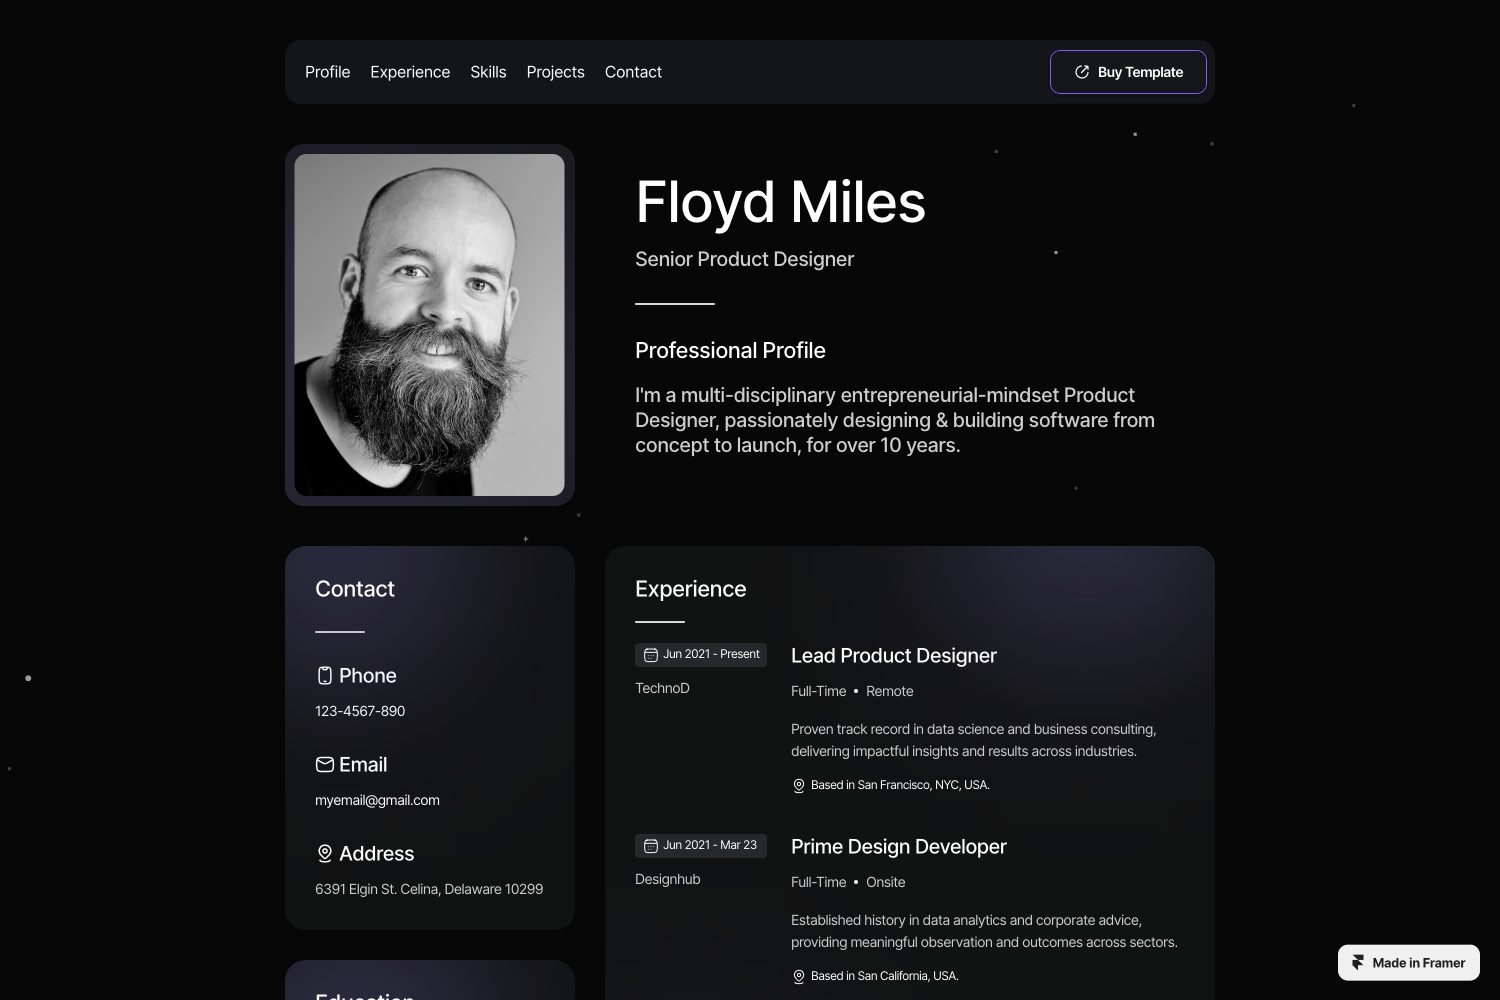 Profile Experience Skills Projects Contact Buy Template
Floyd Miles
Senior Product Designer
Professional Profile
I'm a multi-disciplinary entrepreneurial-mindset Product
Designer, passionately designing & building software from
concept to launch, for over 10 years.
Contact
Phone
123-4567-890
Email
myemail@gmail.com
Address
6391 Elgin St. Celina, Delaware 10299
Education
Experience
Jun 2021 - Present
TechnoD
Lead Product Designer
Full-Time • Remote
Proven track record in data science and business consulting,
delivering impactful insights and results across industries.
Based in San Francisco, NYC, USA.
Jun 2021 - Mar 23
Designhub
Prime Design Developer
Full-Time • Onsite
Established history in data analytics and corporate advice,
providing meaningful observation and outcomes across sectors.
Based in San California, USA.
Made in Framer